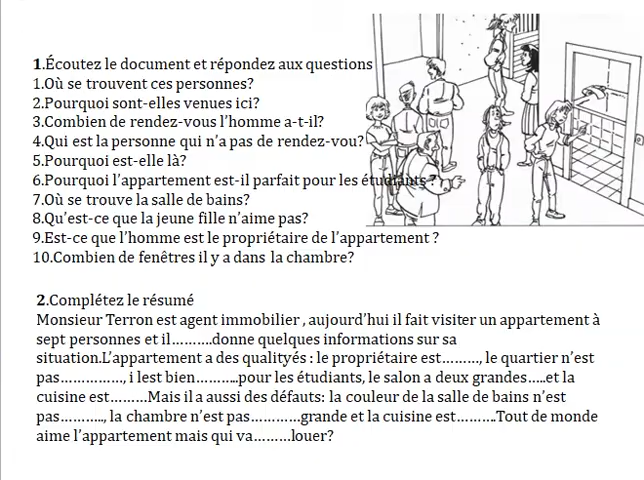 1.Écoutez le document et répondez aux questions
1.Où se trouvent ces personnes?
2.Pourquoi sont-elles venues ici?
3.Combien de rendez-vous l'homme a-t-il?
4.Qui est la personne qui n'a pas de rendez-vou?
5.Pourquoi est-elle là?
6.Pourquoi l'appartement est-il parfait pour les étudiants ?
7.Où se trouve la salle de bains?
8.Qu'est-ce que la jeune fille n'aime pas?
9.Est-ce que l'homme est le propriétaire de l'appartement ?
10.Combien de fenêtres il y a dans la chambre?
2.Complétez le résumé
Monsieur Terron est agent immobilier , aujourd'hui il fait visiter un appartement à
sept personnes et il……….donne quelques informations sur sa
situation.L'appartement a des qualityés : le propriétaire est………, le quartier n'est
pas……………, i lest bien………..pour les étudiants, le salon a deux grandes…..et la
cuisine est………Mais il a aussi des défauts: la couleur de la salle de bains n'est
pas……….., la chambre n'est pas…………grande et la cuisine est……….Tout de monde
aime l'appartement mais qui va………louer?